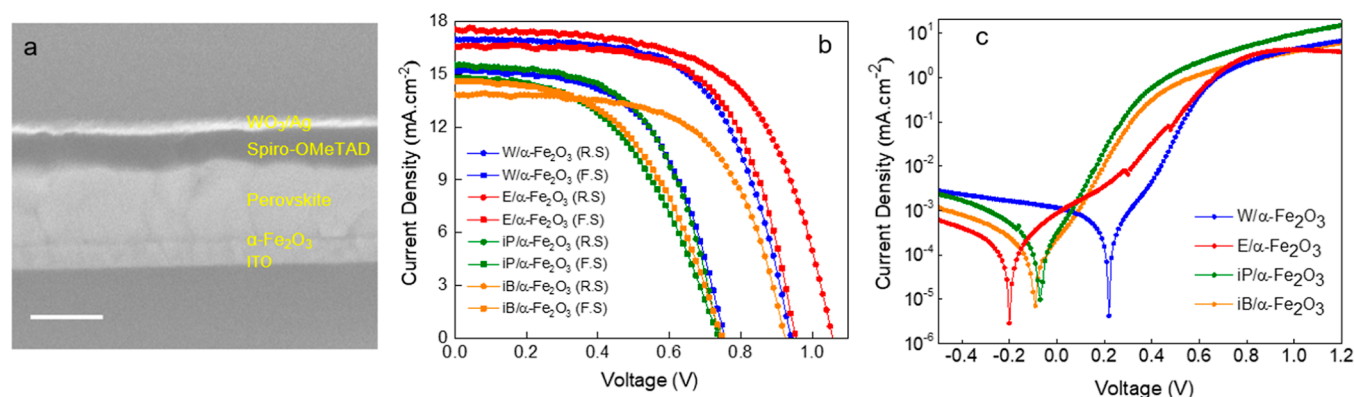 a
WO₃/Ag
Spiro-OMeTAD
Perovskite
α-Fe₂O₃
ITO
b
Current Density (mA.cm⁻²)
18
15
12
9
6
3
0
W/α-Fe₂O₃ (R.S)
W/α-Fe₂O₃ (F.S)
E/α-Fe₂O₃ (R.S)
E/α-Fe₂O₃ (F.S)
iP/α-Fe₂O₃ (R.S)
iP/α-Fe₂O₃ (F.S)
iB/α-Fe₂O₃ (R.S)
iB/α-Fe₂O₃ (F.S)
0.0 0.2 0.4 0.6 0.8 1.0
Voltage (V)
c
Current Density (mA.cm⁻²)
10²
10¹
10⁰
10⁻¹
10⁻²
10⁻³
10⁻⁴
10⁻⁵
10⁻⁶
W/α-Fe₂O₃
E/α-Fe₂O₃
iP/α-Fe₂O₃
iB/α-Fe₂O₃
-0.4 -0.2 0.0 0.2 0.4 0.6 0.8 1.0 1.2
Voltage (V)